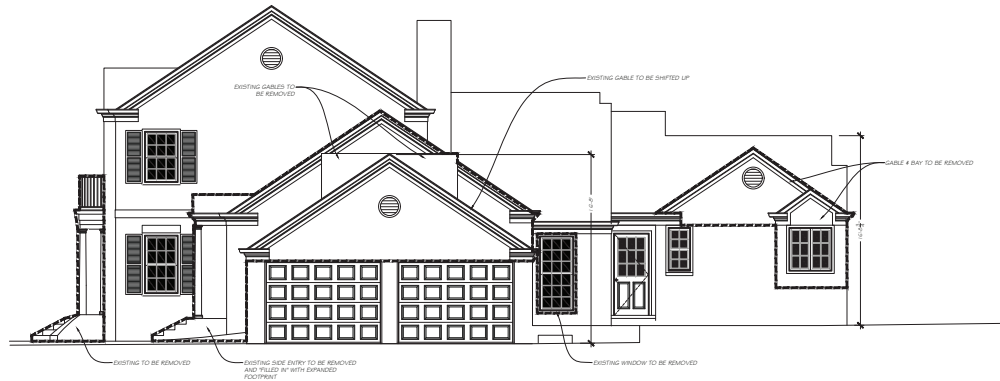 EXISTING GABLE TO BE SHIFTED UP
EXISTING GABLES TO
BE REMOVED
GABLE & BAY TO BE REMOVED
EXISTING TO BE REMOVED
EXISTING SIDE ENTRY TO BE REMOVED
AND "FILLED IN" WITH EXPANDED
FOOTPRINT
EXISTING WINDOW TO BE REMOVED